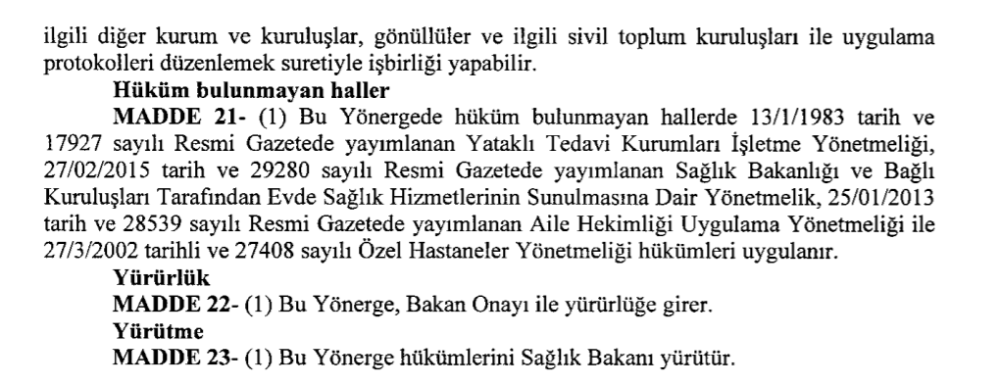 ilgili diğer kurum ve kuruluşlar, gönüllüler ve ilgili sivil toplum kuruluşları ile uygulama
protokolleri düzenlemek suretiyle işbirliği yapabilir.
Hüküm bulunmayan haller
MADDE 21- (1) Bu Yönergede hüküm bulunmayan hallerde 13/1/1983 tarih ve
17927 sayılı Resmi Gazetede yayımlanan Yataklı Tedavi Kurumları İşletme Yönetmeliği,
27/02/2015 tarih ve 29280 sayılı Resmi Gazetede yayımlanan Sağlık Bakanlığı ve Bağlı
Kuruluşları Tarafından Evde Sağlık Hizmetlerinin Sunulmasına Dair Yönetmelik, 25/01/2013
tarih ve 28539 sayılı Resmi Gazetede yayımlanan Aile Hekimliği Uygulama Yönetmeliği ile
27/3/2002 tarihli ve 27408 sayılı Özel Hastaneler Yönetmeliği hükümleri uygulanır.
Yürürlük
MADDE 22- (1) Bu Yönerge, Bakan Onayı ile yürürlüğe girer.
Yürütme
MADDE 23- (1) Bu Yönerge hükümlerini Sağlık Bakanı yürütür.